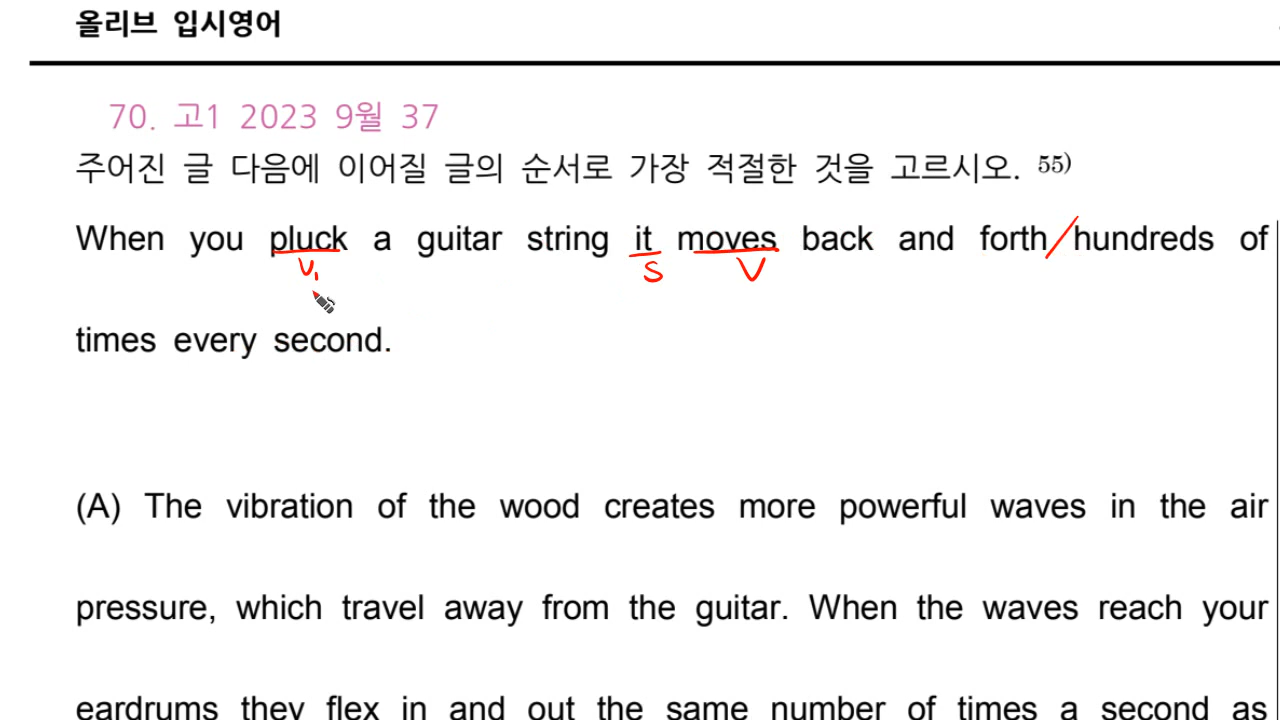 올리브 입시영어
70. 고1 2023 9월 37
주어진 글 다음에 이어질 글의 순서로 가장 적절한 것을 고르시오. 55)
When you pluck a guitar string it moves back and forth/hundreds of
V, S V
times every second.
(A) The vibration of the wood creates more powerful waves in the air
pressure, which travel away from the guitar. When the waves reach your
eardrums they flex in and out the same number of times a second as